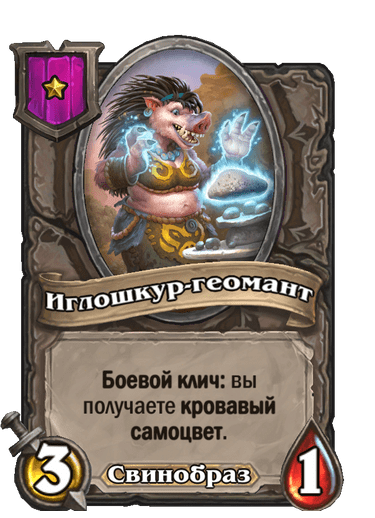 Иглошкур-геомант
Боевой клич: вы
получаете кровавый
самоцвет.
3
Свинобраз
1